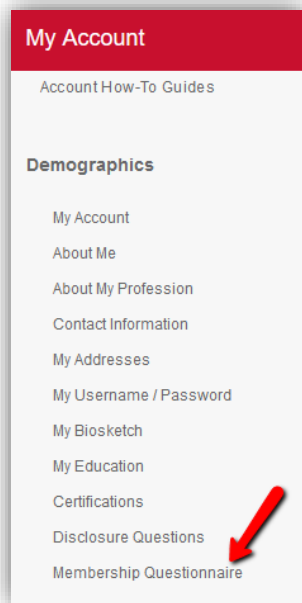 My Account
Account How-To Guides
Demographics
My Account
About Me
About My Profession
Contact Information
My Addresses
My Username / Password
My Biosketch
My Education
Certifications
Disclosure Questions
Membership Questionnaire